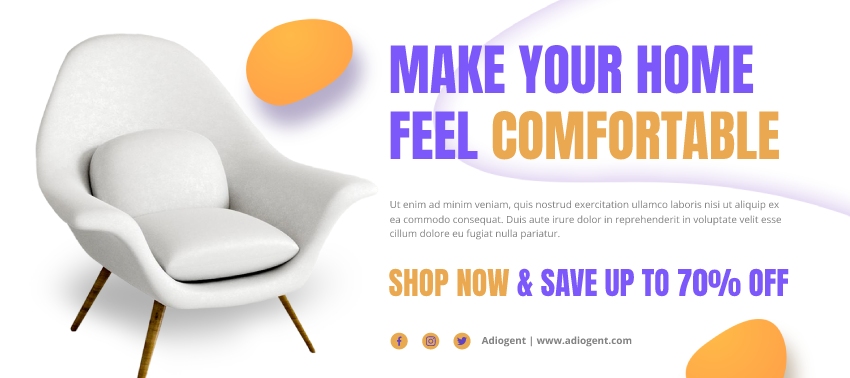 MAKE YOUR HOME
FEEL COMFORTABLE
Ut enim ad minim veniam, quis nostrud exercitation ullamco laboris nisi ut aliquip ex
ea commodo consequat. Duis aute irure dolor in reprehenderit in voluptate velit esse
cillum dolore eu fugiat nulla pariatur.
SHOP NOW & SAVE UP TO 70% OFF
Adiogent | www.adiogent.com